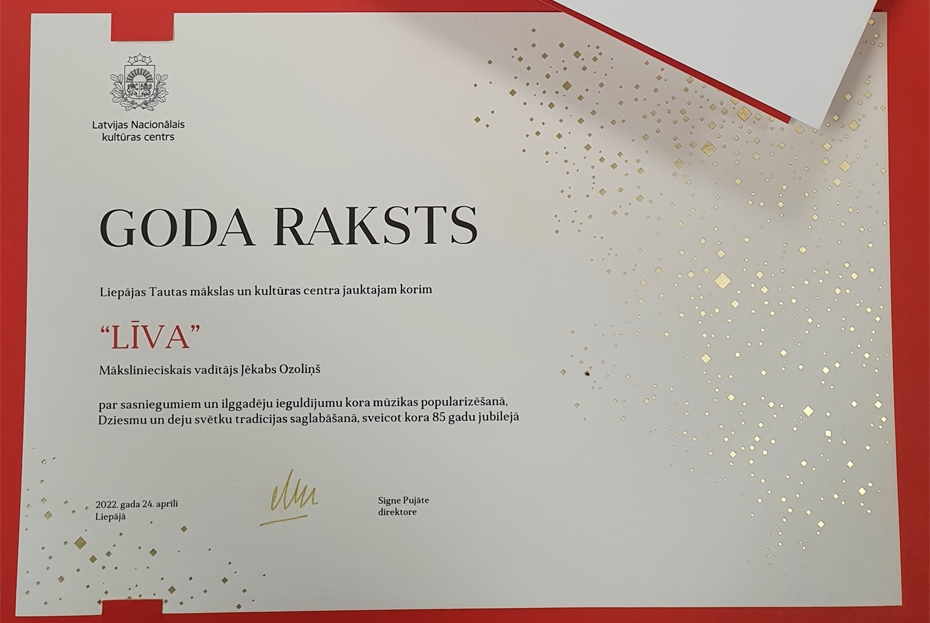 Latvijas Nacionālais
kultūras centrs
GODA RAKSTS
Liepājas Tautas mākslas un kultūras centra jauktajam korim
“LĪVA”
Mākslinieciskais vadītājs Jēkabs Ozoliņš
par sasniegumiem un ilggadēju ieguldījumu kora mūzikas popularizēšanā,
Dziesmu un deju svētku tradīcijas saglabāšanā, sveicot kora 85 gadu jubilejā
2022. gada 24. aprīlī
Liepājā
Signe Pujāte
direktore